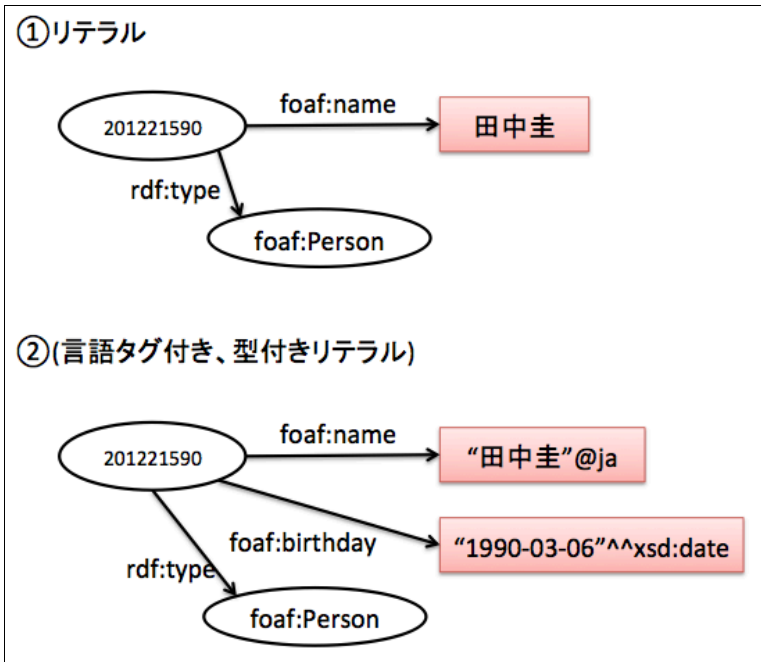 ①リテラル
foaf:name
201221590
田中圭
rdf:type
foaf:Person
②(言語タグ付き、型付きリテラル)
foaf:name
201221590
“田中圭”@ja
foaf:birthday
“1990-03-06”^^xsd:date
rdf:type
foaf:Person